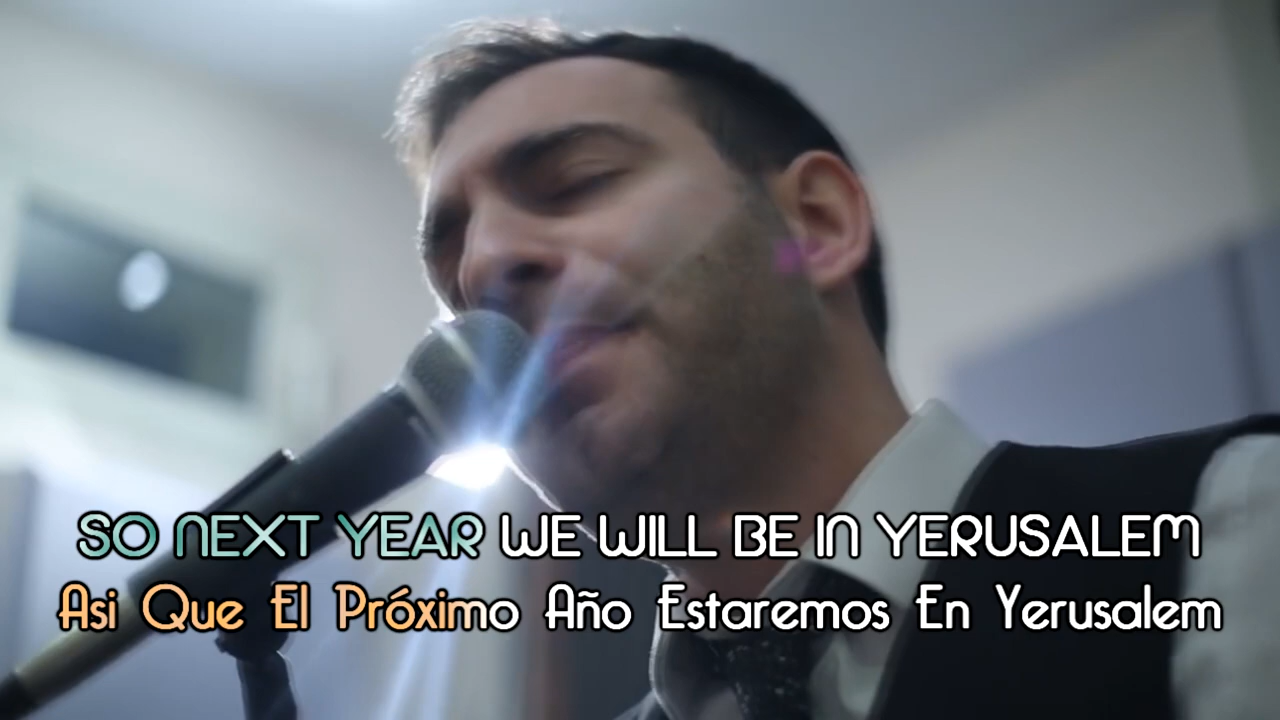 SO NEXT YEAR WE WILL BE IN YERUSALEM
Asi Que El Próximo Año Estaremos En Yerusalem